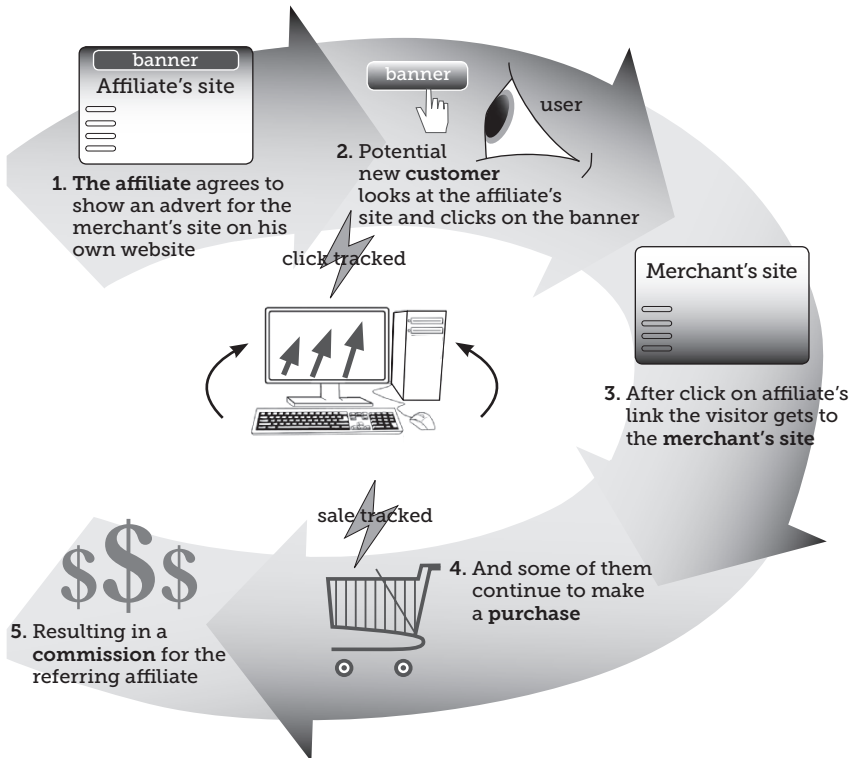 banner
Affiliate's site
1. The affiliate agrees to
show an advert for the
merchant's site on his
own website
banner
user
2. Potential
new customer
looks at the affiliate's
site and clicks on the banner
click tracked
Merchant's site
3. After click on affiliate's
link the visitor gets to
the merchant's site
sale tracked
4. And some of them
continue to make
a purchase
$$$
5. Resulting in a
commission for the
referring affiliate